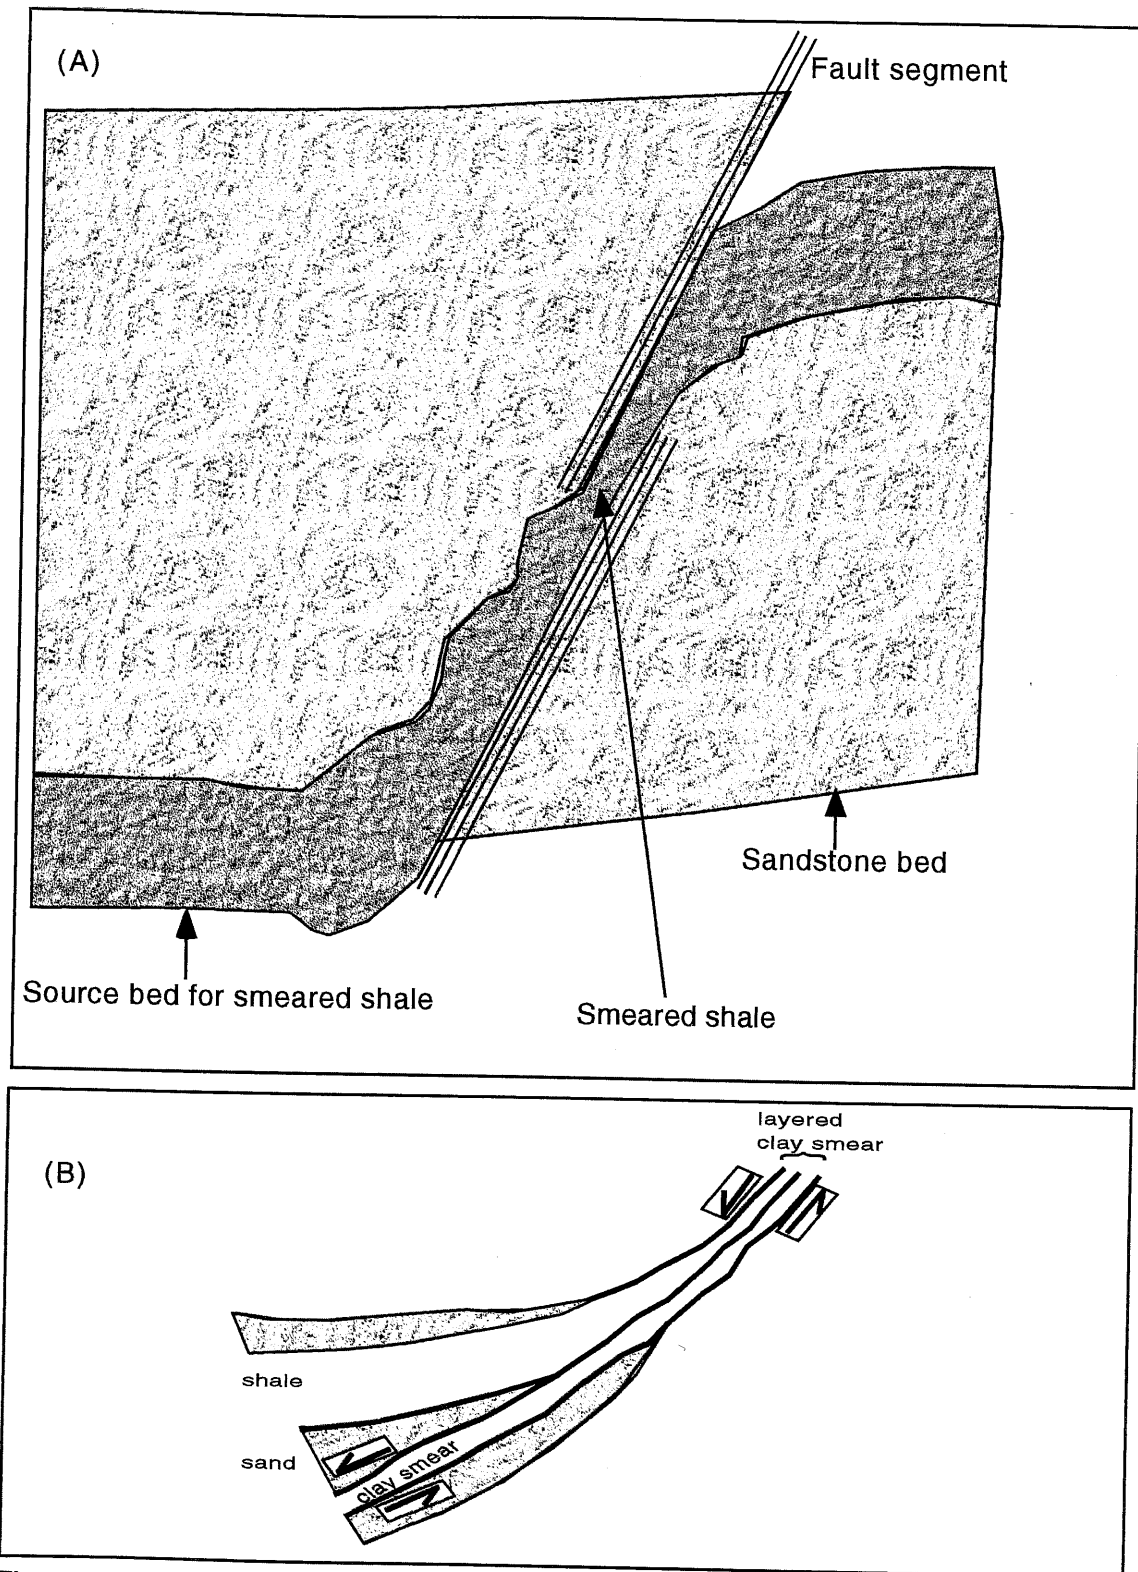 (A)
Fault segment
Sandstone bed
Source bed for smeared shale
Smeared shale
(B)
layered
clay smear
shale
sand
clay smear